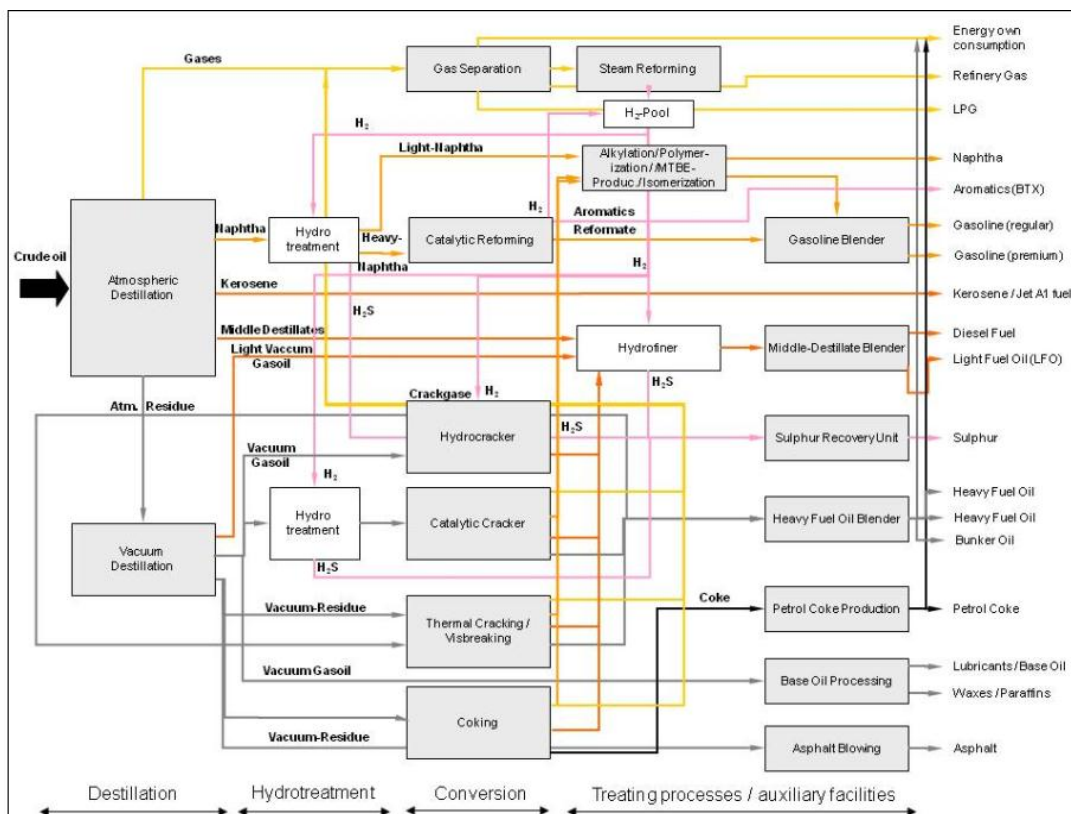 Energy own
consumption
Gases
Gas Separation
Steam Reforming
Refinery Gas
H2-Pool
LPG
H2
Light-Naphtha
Alkylation/Polymer-
ization//MTBE-
Produc./Isomerization
Naphtha
Aromatics(BTX)
H2
Aromatics
Naphtha
Hydro
treatment
Heavy-
Catalytic Reforming
Reformate
Gasoline Blender
Gasoline (regular)
Gasoline (premium)
Crude oil
Atmospheric
Destillation
Naphtha
H2
Kerosene
Kerosene / Jet A1 fuel
H2S
Middle Destillates
Hydrofiner
Middle-Destillate Blender
Diesel Fuel
Light Vaccum
Gasoil
Light Fuel Oil (LFO)
H2S
Atm. Residue
Crackgase
H2
Hydrocracker
H2S
Sulphur Recovery Unit
Sulphur
Vacuum
Gasoil
H2
Heavy Fuel Oil
Hydro
treatment
Catalytic Cracker
Heavy Fuel Oil Blender
Heavy Fuel Oil
Bunker Oil
Vacuum
Destillation
H2S
Vacuum-Residue
Thermal Cracking /
Visbreaking
Coke
Petrol Coke Production
Petrol Coke
Vacuum Gasoil
Base Oil Processing
Lubricants / Base Oil
Waxes / Paraffins
Coking
Vacuum-Residue
Asphalt Blowing
Asphalt
Destillation
Hydrotreatment
Conversion
Treating processes / auxiliary facilities